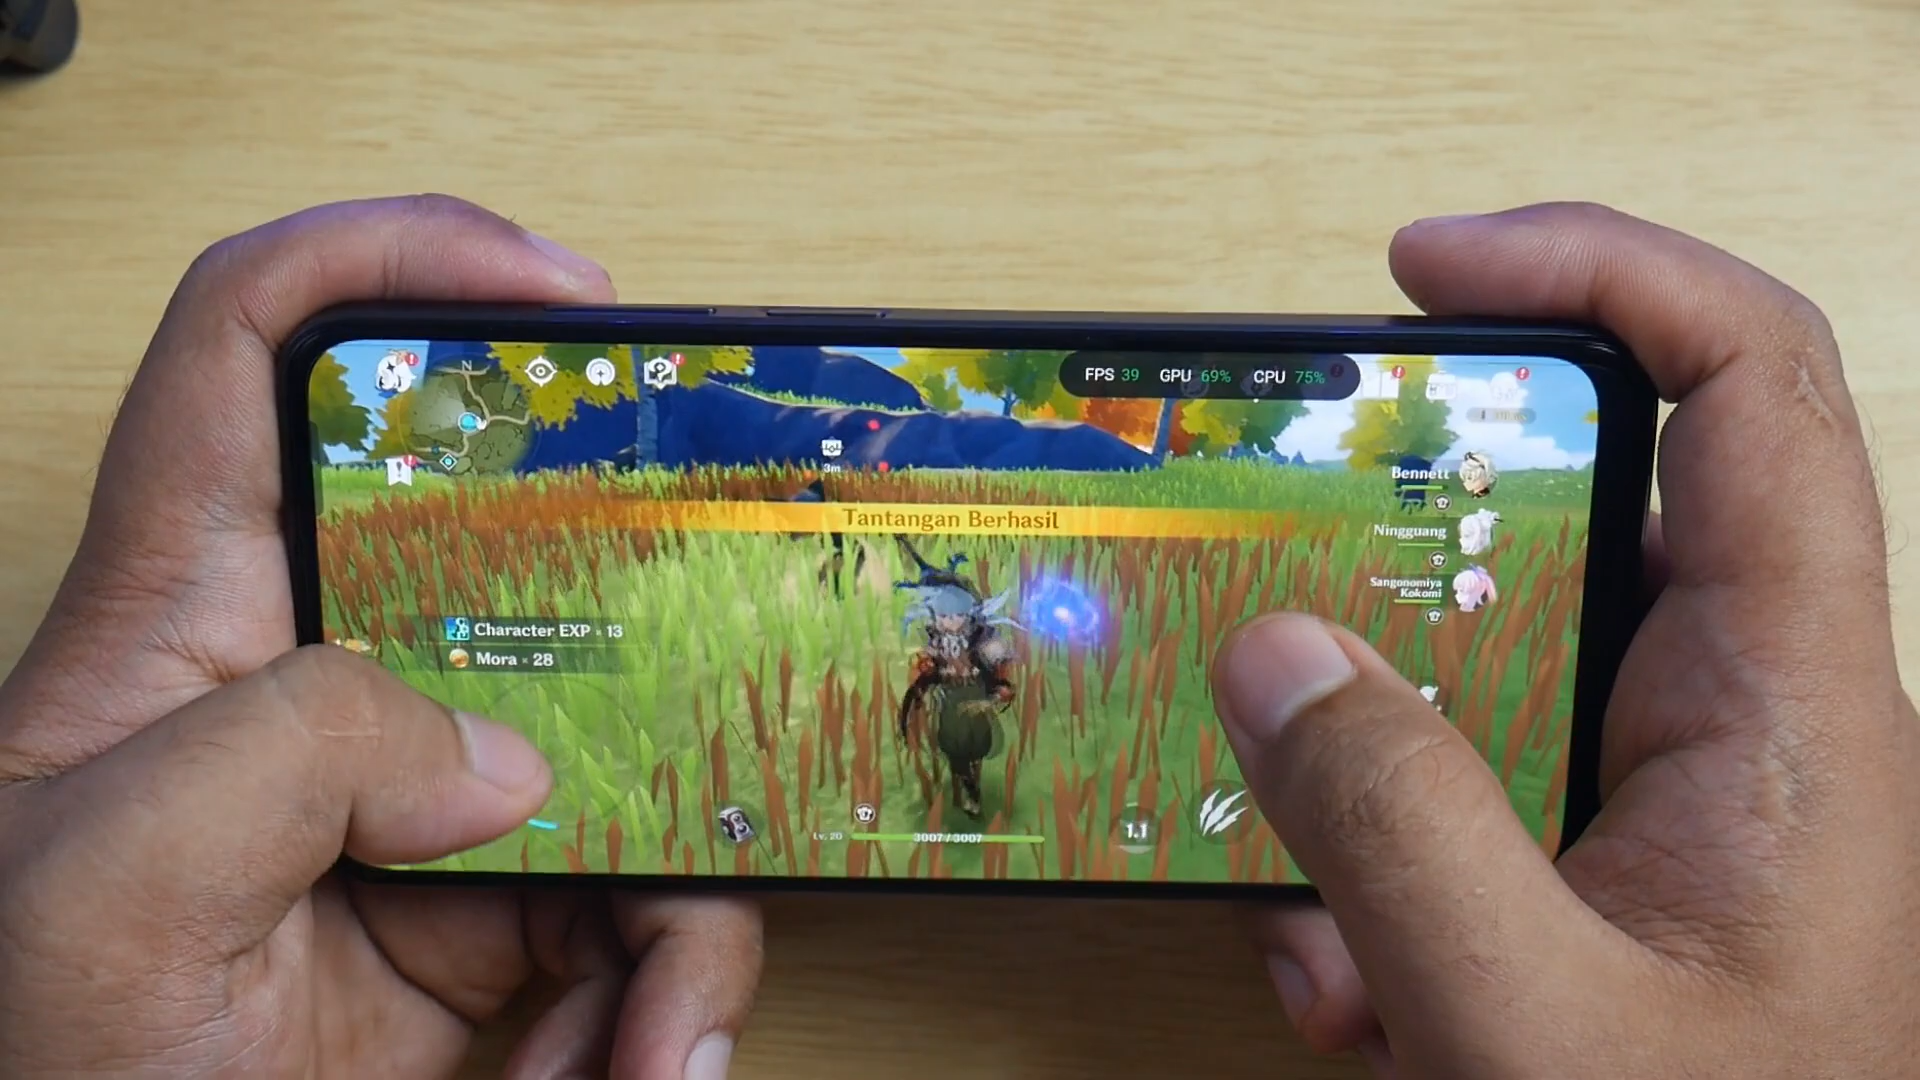 N
FPS 39 GPU 69% CPU 75%
3m
Bennett
Tantangan Berhasil
Ningguang
Sangonomiya
Kokomi
Character EXP × 13
Mora × 28
Lv. 20
3007 / 3007
1.1